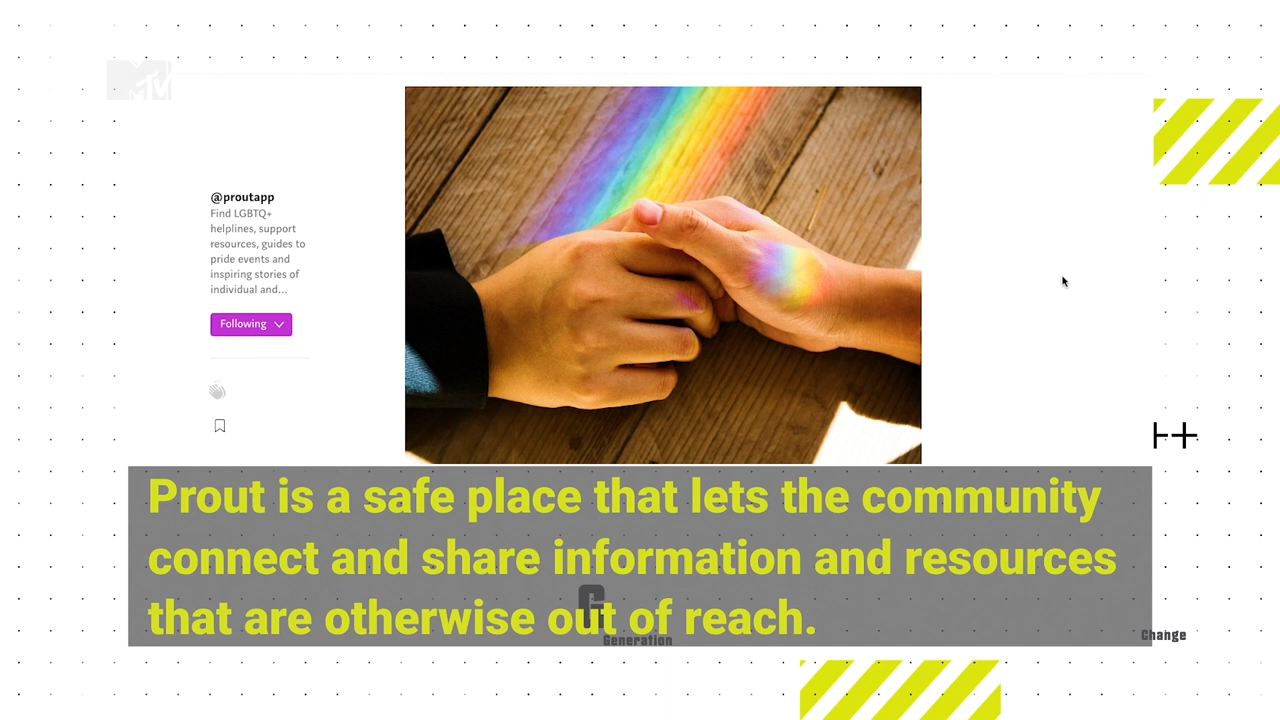 MTV
@proutapp
Find LGBTQ+
helplines, support
resources, guides to
pride events and
inspiring stories of
individual and...
Following
Prout is a safe place that lets the community
connect and share information and resources
that are otherwise out of reach.
G
Generation
Change